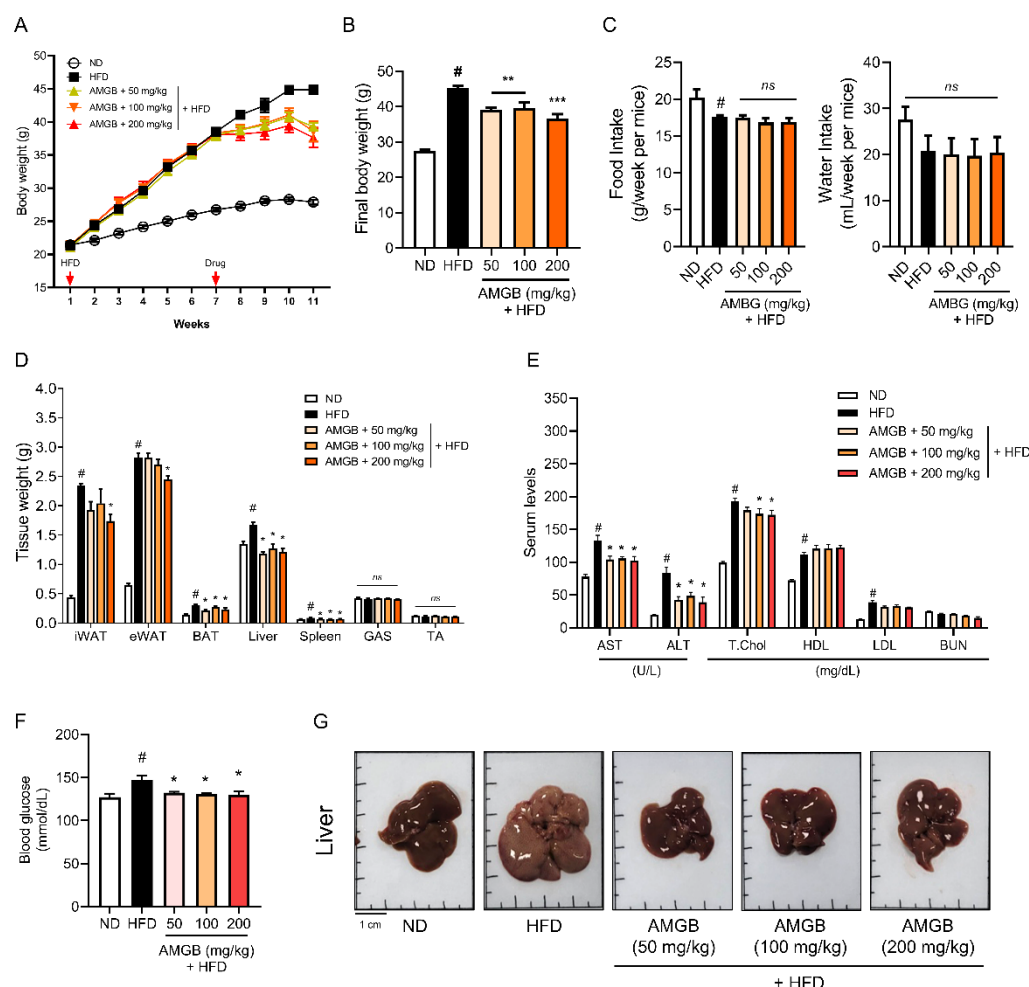 A
Body weight (g)
50
45
40
35
30
25
20
15
ND
HFD
AMGB + 50 mg/kg
AMGB + 100 mg/kg
AMGB + 200 mg/kg
+ HFD
HFD
Drug
1 2 3 4 5 6 7 8 9 10 11
Weeks
B
Final body weight (g)
60
50
40
30
20
10
0
#
**
***
ND HFD 50 100 200
AMGB (mg/kg)
+ HFD
C
Food Intake
(g/week per mice)
25
20
15
10
5
0
#
ns
ND HFD 50 100 200
AMBG (mg/kg)
+ HFD
Water Intake
(mL/week per mice)
40
30
20
10
0
ns
ND HFD 50 100 200
AMBG (mg/kg)
+ HFD
D
Tissue weight (g)
4.0
3.5
3.0
2.5
2.0
1.5
1.0
0.5
0.0
ND
HFD
AMGB + 50 mg/kg
AMGB + 100 mg/kg
AMGB + 200 mg/kg
+ HFD
# * # * # * * * # * * * # * * * ns ns
iWAT eWAT BAT Liver Spleen GAS TA
E
Serum levels
350
300
250
200
150
100
50
0
ND
HFD
AMGB + 50 mg/kg
AMGB + 100 mg/kg
AMGB + 200 mg/kg
+ HFD
# * * * # * * * # * * # #
AST ALT T.Chol HDL LDL BUN
(U/L) (mg/dL)
F
Blood glucose
(mmol/dL)
200
150
100
50
0
# * * *
ND HFD 50 100 200
AMGB (mg/kg)
+ HFD
G
Liver
1 cm
ND
HFD
AMGB
(50 mg/kg)
AMGB
(100 mg/kg)
AMGB
(200 mg/kg)
+ HFD